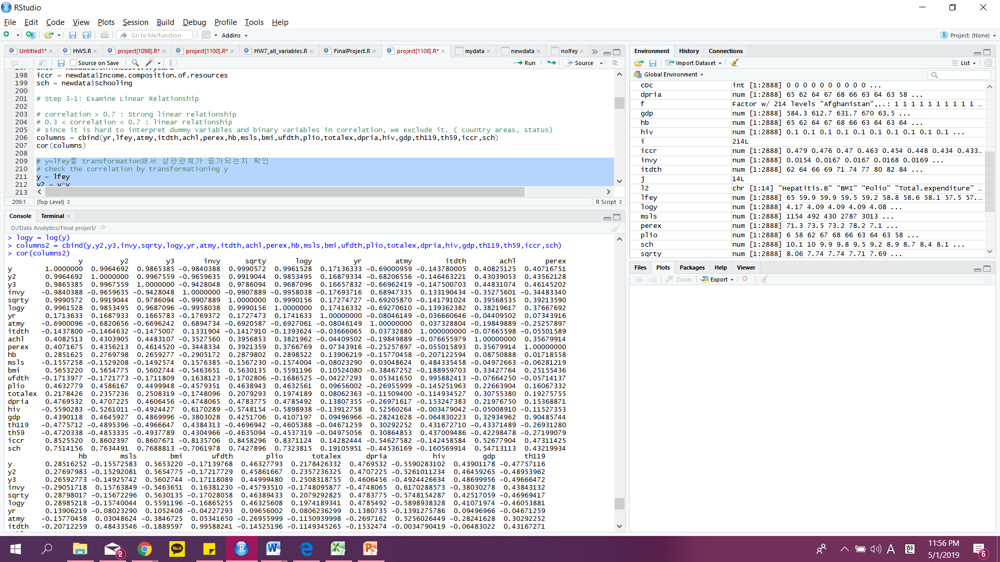 RStudio
File Edit Code View Plots Session Build Debug Profile Tools Help
Go to file/function Addins Project: (None)
Untitled1* HW5.R project[1098].R* project[1100].R* HW7_all_variables.R FinalProject.R project[1108].R* mydata newdata nolfey
Source on Save Run Source
198 iccr = newdata$Income.composition.of.resources
199 sch = newdata$Schooling
200
201 # Step 3-1: Examine Linear Relationship
202
203 # correlation > 0.7 : Strong linear relationship
204 # 0.3 < correlation < 0.7 : linear relationship
205 # since it is hard to interpret dummy variables and binary variables in correlation, we exclude it. ( country areas, status)
206 columns = cbind(yr,lfey,atmy,itdth,achl,perex,hb,msls,bmi,ufdth,plio,totalex,dpria,hiv,gdp,th119,th59,iccr,sch)
207 cor(columns)
208
209 # y=lfey을 transformation해서 상관관계가 증가되는지 확인
210 # check the correlation by transformationing y
211 y = lfey
212 y2 = y*y
213
209:1 (Top Level) R Script
Console Terminal
D:/Data Analytics/Final project/
> logy = log(y)
> columns2 = cbind(y,y2,y3,invy,sqrty,logy,yr,atmy,itdth,achl,perex,hb,msls,bmi,ufdth,plio,totalex,dpria,hiv,gdp,th119,th59,iccr,sch)
> cor(columns2)
y y2 y3 invy sqrty logy yr atmy itdth achl perex
y 1.0000000 0.9964692 0.9865385 -0.9840388 0.9990572 0.9961528 0.17136333 -0.69000959 -0.143780005 0.40825125 0.40716751
y2 0.9964692 1.0000000 0.9967559 -0.9659635 0.9919044 0.9853495 0.16879334 -0.68206556 -0.146463221 0.43039053 0.43562128
y3 0.9865385 0.9967559 1.0000000 -0.9428048 0.9786094 0.9687096 0.16657832 -0.66962419 -0.147500703 0.44831074 0.46145202
invy -0.9840388 -0.9659635 -0.9428048 1.0000000 -0.9907889 -0.9958038 -0.17693716 0.68947335 0.133190434 -0.35275601 -0.34483340
sqrty 0.9990572 0.9919044 0.9786094 -0.9907889 1.0000000 0.9990156 0.17274727 -0.69205870 -0.141791024 0.39568535 0.39213590
logy 0.9961528 0.9853495 0.9687096 -0.9958038 0.9990156 1.0000000 0.17416332 -0.69270610 -0.139362382 0.38219617 0.37667692
yr 0.1713633 0.1687933 0.1665783 -0.1769372 0.1727473 0.1741633 1.00000000 -0.08046149 -0.036660646 -0.04409502 0.07343916
atmy -0.6900096 -0.6820656 -0.6696242 0.6894734 -0.6920587 -0.6927061 -0.08046149 1.00000000 0.037328804 -0.19849889 -0.25257897
itdth -0.1437800 -0.1464632 -0.1475007 0.1331904 -0.1417910 -0.1393624 -0.03666065 0.03732880 1.000000000 -0.07665598 -0.05501589
achl 0.4082513 0.4303905 0.4483107 -0.3527560 0.3956853 0.3821962 -0.04409502 -0.19849889 -0.076655979 1.00000000 0.35679914
perex 0.4071675 0.4356213 0.4614520 -0.3448334 0.3921359 0.3766769 0.07343916 -0.25257897 -0.055015893 0.35679914 1.00000000
hb 0.2851625 0.2769798 0.2659277 -0.2905172 0.2879802 0.2898522 0.13906219 -0.15770458 -0.207122594 0.08750888 0.01718558
msls -0.1557258 -0.1529208 -0.1492574 0.1576385 -0.1567230 -0.1574004 -0.08023290 0.03048624 0.484335458 -0.04972663 -0.06281219
bmi 0.5653220 0.5654775 0.5602744 -0.5463651 0.5630135 0.5591196 0.10524080 -0.38467252 -0.188959703 0.33427764 0.25155436
ufdth -0.1713977 -0.1721773 -0.1711809 0.1638123 -0.1702806 -0.1686525 -0.04227293 0.05341650 0.995882413 -0.07664250 -0.05714137
plio 0.4632779 0.4586167 0.4499948 -0.4579351 0.4638943 0.4632561 0.09656002 -0.26955999 -0.145251963 0.22663904 0.16067332
totalex 0.2178426 0.2357236 0.2508319 -0.1748096 0.2079293 0.1974189 0.08062363 -0.11509400 -0.114934527 0.30755380 0.19275755
dpria 0.4769532 0.4707225 0.4606456 -0.4748065 0.4783775 0.4785492 0.13807355 -0.26971617 -0.153247383 0.21976750 0.15368871
hiv -0.5590283 -0.5261011 -0.4924427 0.6170289 -0.5748154 -0.5898938 -0.13912758 0.52560264 -0.003479042 -0.05008910 -0.11527353
gdp 0.4390118 0.4645927 0.4869996 -0.3803028 0.4251706 0.4107197 0.09496966 -0.28241628 -0.064830223 0.32934962 0.90485744
th119 -0.4775712 -0.4895396 -0.4966647 0.4384313 -0.4696942 -0.4605388 -0.04671259 0.30292252 0.431672710 -0.43371489 -0.26931280
th59 -0.4720338 -0.4853335 -0.4937789 0.4304966 -0.4635094 -0.4537319 -0.04975056 0.30864853 0.437009486 -0.42298478 -0.27199079
iccr 0.8525520 0.8602397 0.8607671 -0.8135706 0.8458296 0.8371124 0.14282444 -0.54627582 -0.142458584 0.52677904 0.47311425
sch 0.7514156 0.7634491 0.7688813 -0.7061978 0.7427896 0.7323815 0.19105951 -0.44536169 -0.160569914 0.54713113 0.43219934
hb msls bmi ufdth plio totalex dpria hiv gdp th119
y 0.28516252 -0.15572583 0.5653220 -0.17139768 0.46327793 0.2178426332 0.4769532 -0.5590283102 0.43901178 -0.47757116
y2 0.27697983 -0.15292081 0.5654775 -0.17217729 0.45861667 0.2357236325 0.4707225 -0.5261011234 0.46459265 -0.48953962
y3 0.26592773 -0.14925742 0.5602744 -0.17118089 0.44999480 0.2508318755 0.4606456 -0.4924426634 0.48699956 -0.49666472
invy -0.29051718 0.15763849 -0.5463651 0.16381230 -0.45793510 -0.1748095877 -0.4748065 0.6170288573 -0.38030278 0.43843132
sqrty 0.28798017 -0.15672296 0.5630135 -0.17028058 0.46389433 0.2079292825 0.4783775 -0.5748154287 0.42517059 -0.46969417
logy 0.28985218 -0.15740044 0.5591196 -0.16865255 0.46325608 0.1974189341 0.4785492 -0.5898938328 0.41071974 -0.46053881
yr 0.13906219 -0.08023290 0.1052408 -0.04227293 0.09656002 0.0806236299 0.1380735 -0.1391275786 0.09496966 -0.04671259
atmy -0.15770458 0.03048624 -0.3846725 0.05341650 -0.26955999 -0.1150939998 -0.2697162 0.5256026449 -0.28241628 0.30292252
itdth -0.20712259 0.48433546 -0.1889597 0.99588241 -0.14525196 -0.1149345265 -0.1532474 -0.0034790419 -0.06483022 0.43167271
Environment History Connections
Import Dataset List
Global Environment
coc int [1:2888] 0 0 0 0 0 0 0 0 0 0 ...
dpria num [1:2888] 65 62 64 67 68 66 63 64 63 58 ...
f Factor w/ 214 levels "Afghanistan",..: 1 1 1 1 1 1 1 1 1 1 …
gdp num [1:2888] 584.3 612.7 631.7 670 63.5 ...
hb num [1:2888] 65 62 64 67 68 66 63 64 63 64 ...
hiv num [1:2888] 0.1 0.1 0.1 0.1 0.1 0.1 0.1 0.1 0.1 0.1 ...
i 214L
iccr num [1:2888] 0.479 0.476 0.47 0.463 0.454 0.448 0.434 0.433…
invy num [1:2888] 0.0154 0.0167 0.0167 0.0168 0.0169 ...
itdth num [1:2888] 62 64 66 69 71 74 77 80 82 84 ...
j 14L
l2 chr [1:14] "Hepatitis.B" "BMI" "Polio" "Total.expenditure" …
lfey num [1:2888] 65 59.9 59.9 59.5 59.2 58.8 58.6 58.1 57.5 57.…
logy num [1:2888] 4.17 4.09 4.09 4.09 4.08 ...
msls num [1:2888] 1154 492 430 2787 3013 ...
perex num [1:2888] 71.3 73.5 73.2 78.2 7.1 ...
plio num [1:2888] 6 58 62 67 68 66 63 64 63 58 ...
sch num [1:2888] 10.1 10 9.9 9.8 9.5 9.2 8.9 8.7 8.4 8.1 ...
sqrty num [1:2888] 8.06 7.74 7.74 7.71 7.69 ...
Files Plots Packages Help Viewer
Zoom Export
TALK 2 A 한 11:56 PM
5/1/2019 6